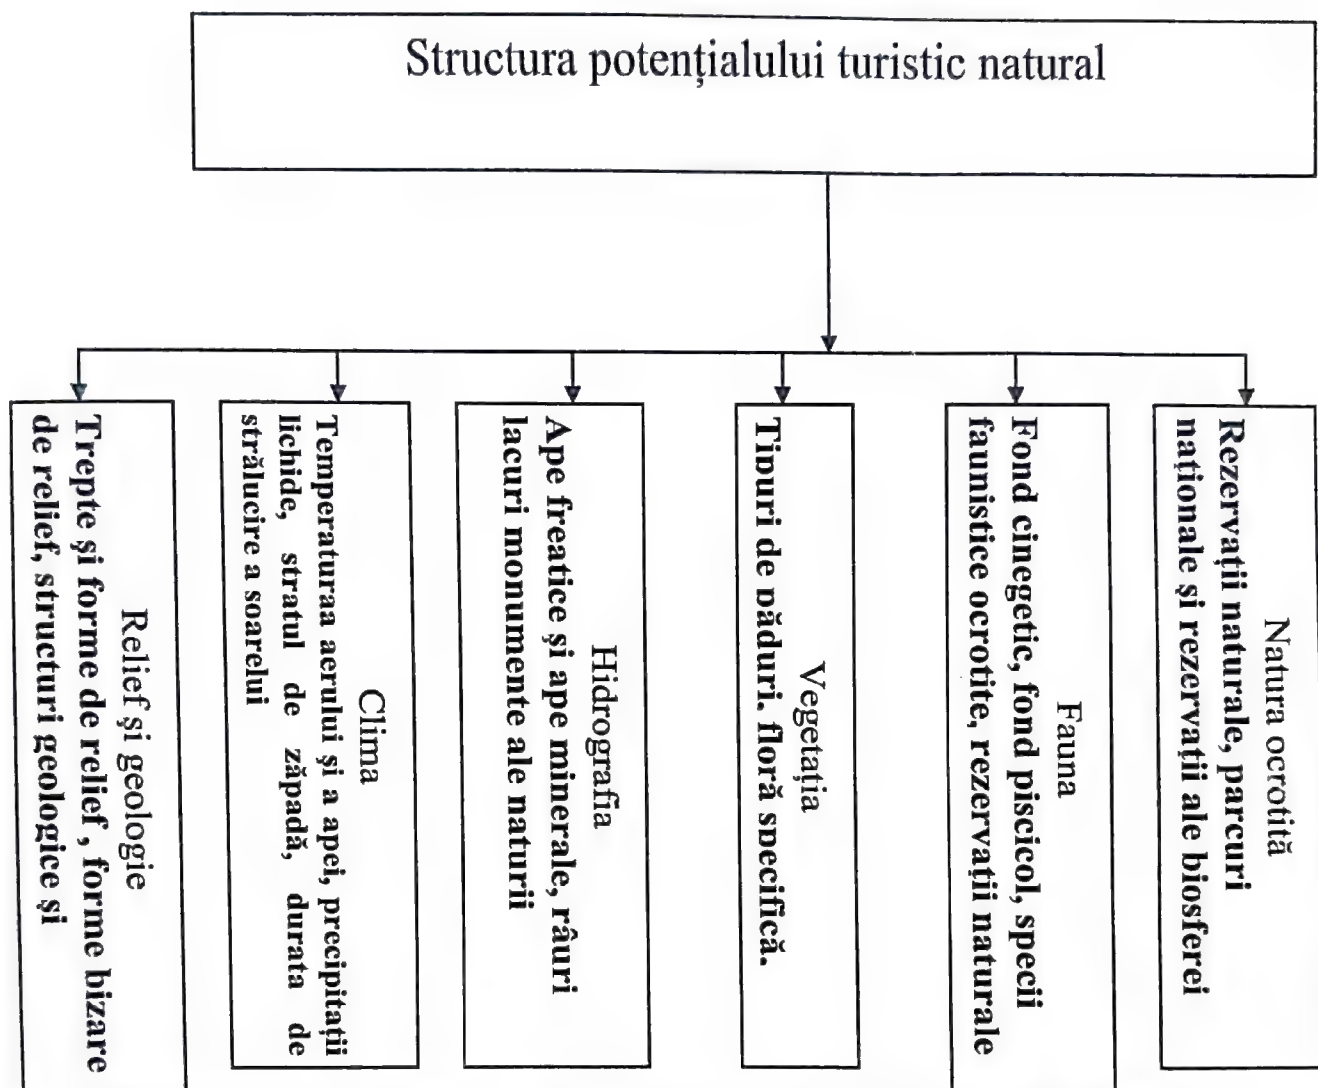 Structura potențialului turistic natural
Relief și geologie
Trepte și forme de relief , forme bizare
de relief, structuri geologice și
Clima
Temperaturaa aerului și a apei, precipitații
lichide, stratul de zăpadă, durata de
strălucire a soarelui
Hidrografia
Ape freatice și ape minerale, râuri
lacuri monumente ale naturii
Vegetația
Tipuri de păduri. floră specifică.
Fauna
Fond cinegetic, fond piscicol, specii
faunistice ocrotite, rezervații naturale
Natura ocrotită
Rezervații naturale, parcuri
naționale și rezervații ale biosferei